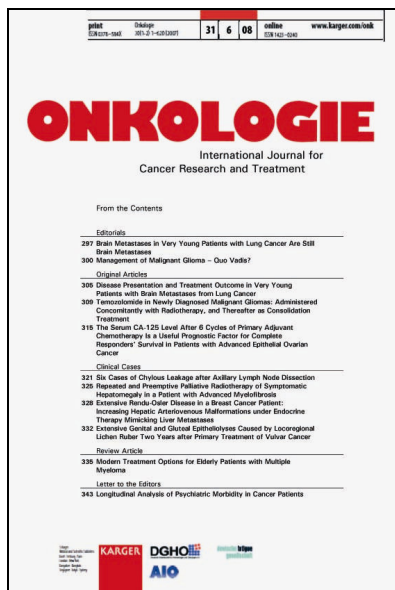 print
Onkologie
31 6 08
online
www.karger.com/onk
ONKOLOGIE
International Journal for
Cancer Research and Treatment
From the Contents
Editorials
297 Brain Metastases in Very Young Patients with Lung Cancer Are Still
Brain Metastases
300 Management of Malignant Glioma – Quo Vadis?
Original Articles
305 Disease Presentation and Treatment Outcome in Very Young
Patients with Brain Metastases from Lung Cancer
309 Temozolomide in Newly Diagnosed Malignant Gliomas: Administered
Concomitantly with Radiotherapy, and Thereafter as Consolidation
Treatment
315 The Serum CA-125 Level After 6 Cycles of Primary Adjuvant
Chemotherapy Is a Useful Prognostic Factor for Complete
Responders' Survival in Patients with Advanced Epithelial Ovarian
Cancer
Clinical Cases
321 Six Cases of Chylous Leakage after Axillary Lymph Node Dissection
325 Repeated and Preemptive Palliative Radiotherapy of Symptomatic
Hepatomegaly in a Patient with Advanced Myelofibrosis
328 Extensive Rendu-Osler Disease in a Breast Cancer Patient:
Increasing Hepatic Arteriovenous Malformations under Endocrine
Therapy Mimicking Liver Metastases
332 Extensive Genital and Gluteal Epitheliolyses Caused by Locoregional
Lichen Ruber Two Years after Primary Treatment of Vulvar Cancer
Review Article
335 Modern Treatment Options for Elderly Patients with Multiple
Myeloma
Letter to the Editors
343 Longitudinal Analysis of Psychiatric Morbidity in Cancer Patients
KARGER
DGHO
AIO